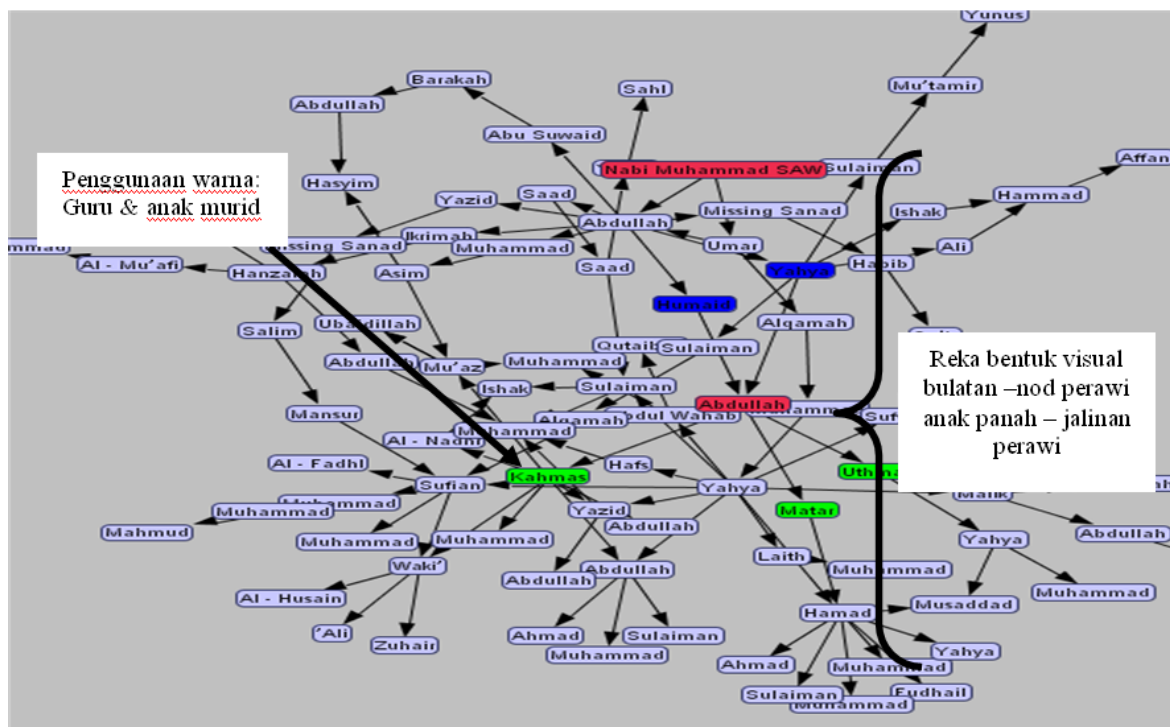 Yunus
Barakah
Mu'tamir
Abdullah
Sahl
Abu Suwaid
Affan
Penggunaan warna:
Guru & anak murid
Nabi Muhammad SAW
Sulaiman
Hasyim
Yazid
Saad
Hammad
Missing Sanad
Ishak
Abdullah
Ikrimah
Muhammad
Umar
Ali
Missing Sanad
Al - Mu'afi
Hanzalah
Asim
Saad
Yahya
Habib
Humaid
Salim
Ubaidillah
Alqamah
Abdullah
Mu'az
Muhammad
Qutaibah
Sulaiman
Reka bentuk visual
bulatan –nod perawi
anak panah – jalinan
perawi
Ishak
Sulaiman
Mansur
Alqamah
Abdul Wahab
Abdullah
Muhammad
Muhammad
Al - Nadhr
Al - Fadhl
Sufian
Kahmas
Hafs
Yahya
Malik
Muhammad
Muhammad
Mahmud
Yazid
Matar
Muhammad
Muhammad
Abdullah
Yahya
Abdullah
Waki'
Abdullah
Abdullah
Laith
Muhammad
Muhammad
Al - Husain
Hamad
Musaddad
'Ali
Zuhair
Ahmad
Sulaiman
Muhammad
Yahya
Ahmad
Muhammad
Sulaiman
Fudhail
Muhammad